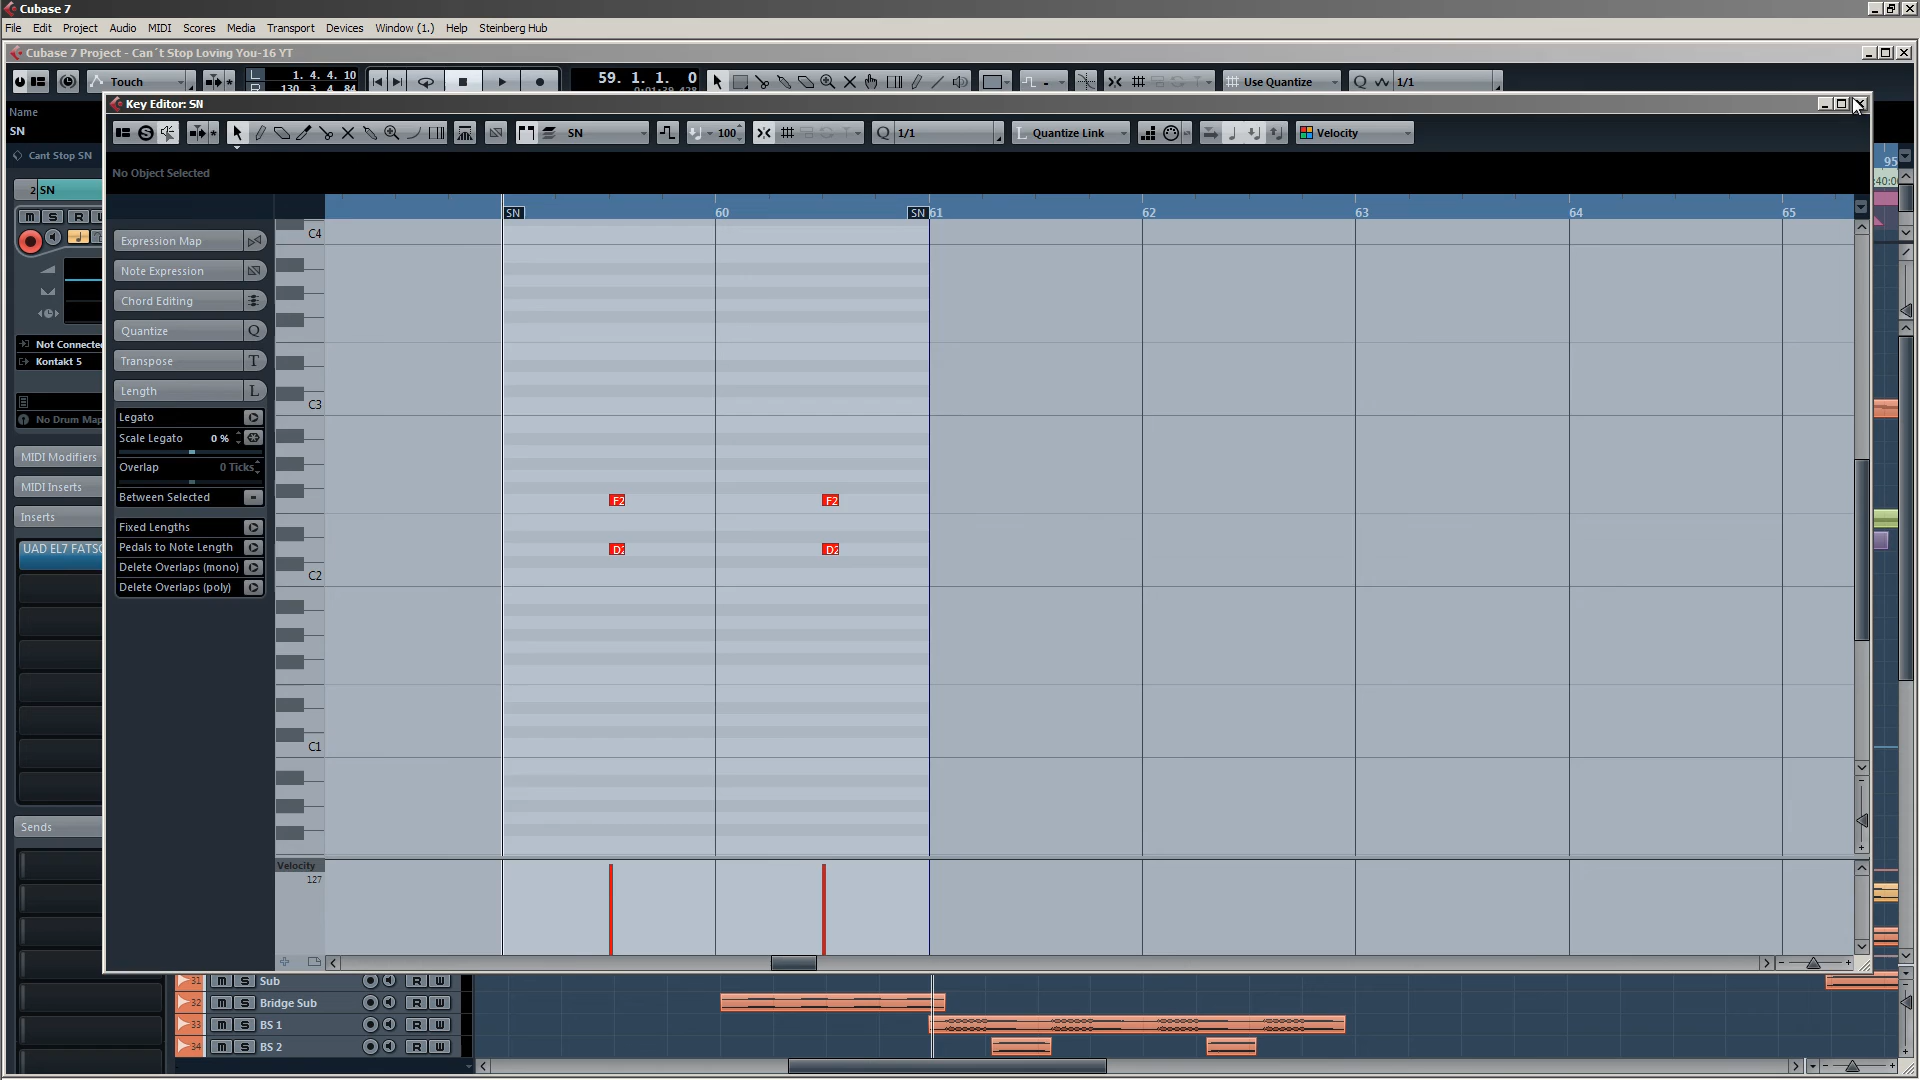 Cubase 7
File Edit Project Audio MIDI Scores Media Transport Devices Window (1.) Help Steinberg Hub
Cubase 7 Project - Can´t Stop Loving You-16 YT
Touch
L 1. 4. 4. 10
R 130. 3. 4. 84
59. 1. 1. 0
Use Quantize
Q 1/1
Name
SN
Key Editor: SN
SN
100
Q 1/1
L Quantize Link
Velocity
Cant Stop SN
No Object Selected
95
2 SN
SN 60 SN 61 62 63 64 65
M S R W
C4
Expression Map
Note Expression
Chord Editing
Quantize Q
Not Connected
Transpose T
Kontakt 5
Length L
C3
Legato
No Drum Map
Scale Legato 0 %
MIDI Modifiers
Overlap 0 Ticks
MIDI Inserts
Between Selected
F2 F2
Inserts
Fixed Lengths
UAD EL7 FATSO
Pedals to Note Length
D2 D2
Delete Overlaps (mono)
C2
Delete Overlaps (poly)
C1
Sends
Velocity
127
31 M S Sub R W
32 M S Bridge Sub R W
33 M S BS 1 R W
34 M S BS 2 R W